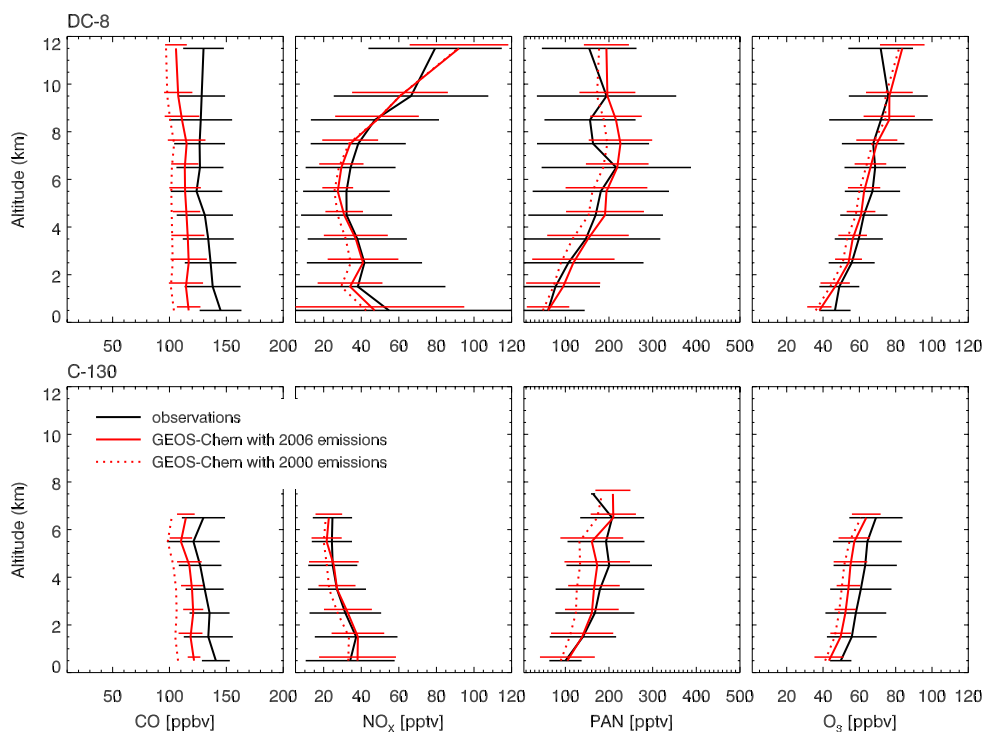 DC-8
12
10
8
6
4
2
0
Altitude (km)
50 100 150 200
20 40 60 80 100 120
100 200 300 400 500
20 40 60 80 100 120
C-130
observations
GEOS-Chem with 2006 emissions
GEOS-Chem with 2000 emissions
12
10
8
6
4
2
0
Altitude (km)
50 100 150 200
20 40 60 80 100 120
100 200 300 400 500
20 40 60 80 100 120
CO [ppbv]
NOX [pptv]
PAN [pptv]
O3 [ppbv]